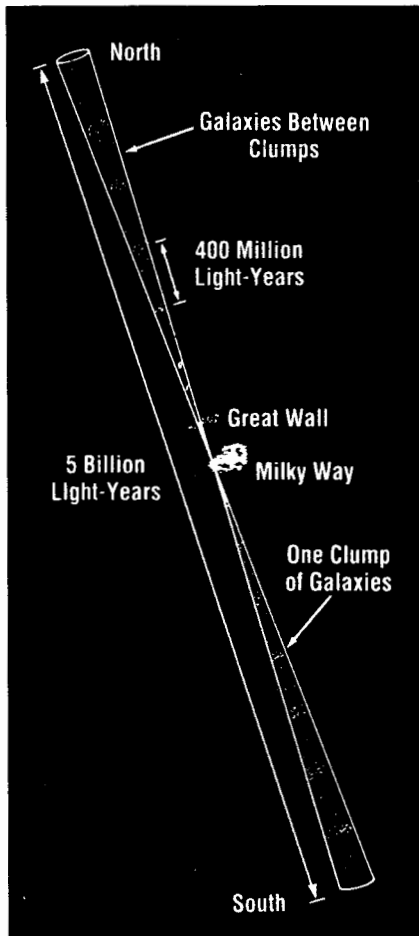 North
Galaxies Between
Clumps
400 Million
Light-Years
Great Wall
5 Billion
Light-Years
Milky Way
One Clump
of Galaxies
South